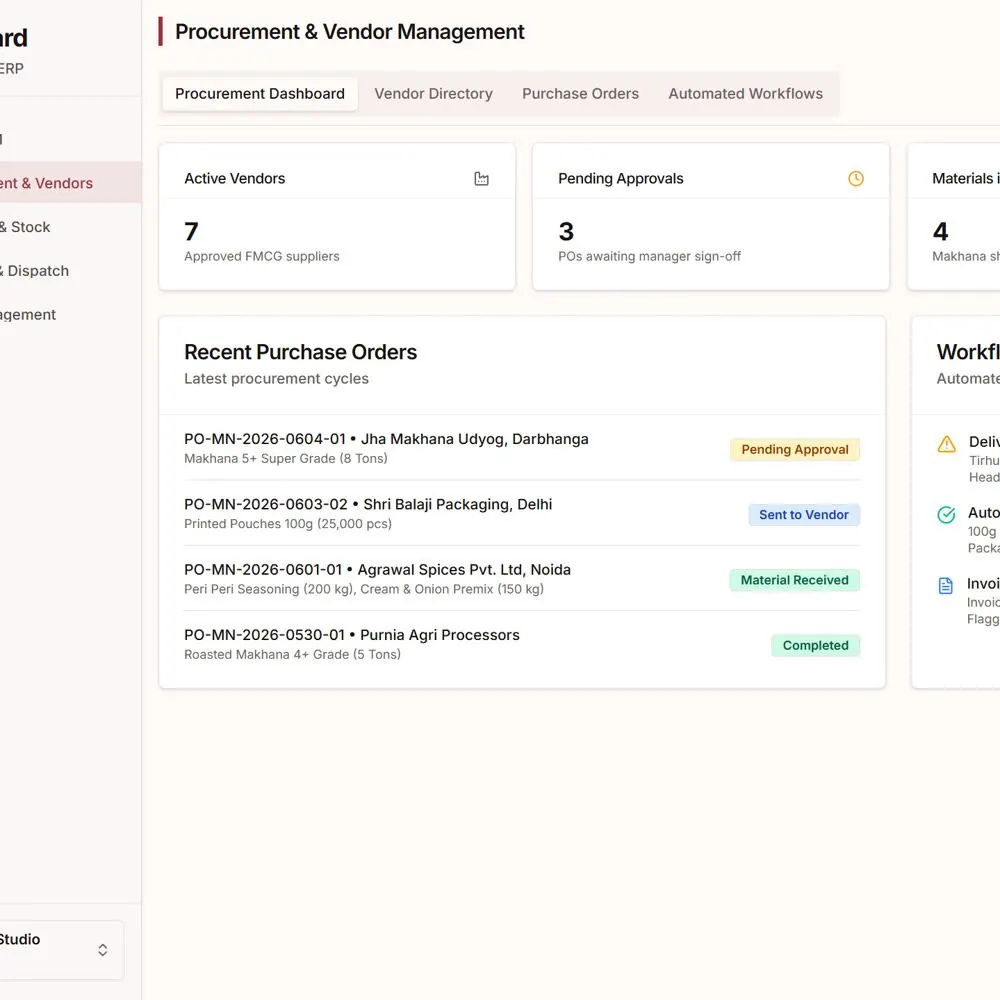 ard
ERP
ent & Vendors
& Stock
& Dispatch
agement
Studio
Procurement & Vendor Management
Procurement Dashboard
Vendor Directory
Purchase Orders
Automated Workflows
Active Vendors
7
Approved FMCG suppliers
Pending Approvals
3
POs awaiting manager sign-off
Materials i
4
Makhana sh
Recent Purchase Orders
Latest procurement cycles
PO-MN-2026-0604-01 • Jha Makhana Udyog, Darbhanga
Makhana 5+ Super Grade (8 Tons)
Pending Approval
PO-MN-2026-0603-02 • Shri Balaji Packaging, Delhi
Printed Pouches 100g (25,000 pcs)
Sent to Vendor
PO-MN-2026-0601-01 • Agrawal Spices Pvt. Ltd, Noida
Peri Peri Seasoning (200 kg), Cream & Onion Premix (150 kg)
Material Received
PO-MN-2026-0530-01 • Purnia Agri Processors
Roasted Makhana 4+ Grade (5 Tons)
Completed
Workfl
Automate
Deliv
Tirhu
Head
Auto
100g
Packa
Invoi
Invoic
Flagg